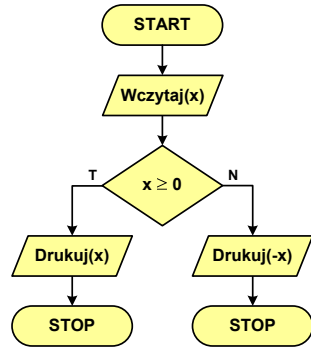 START
Wczytaj(x)
x ≥ 0
T
N
Drukuj(x)
Drukuj(-x)
STOP
STOP